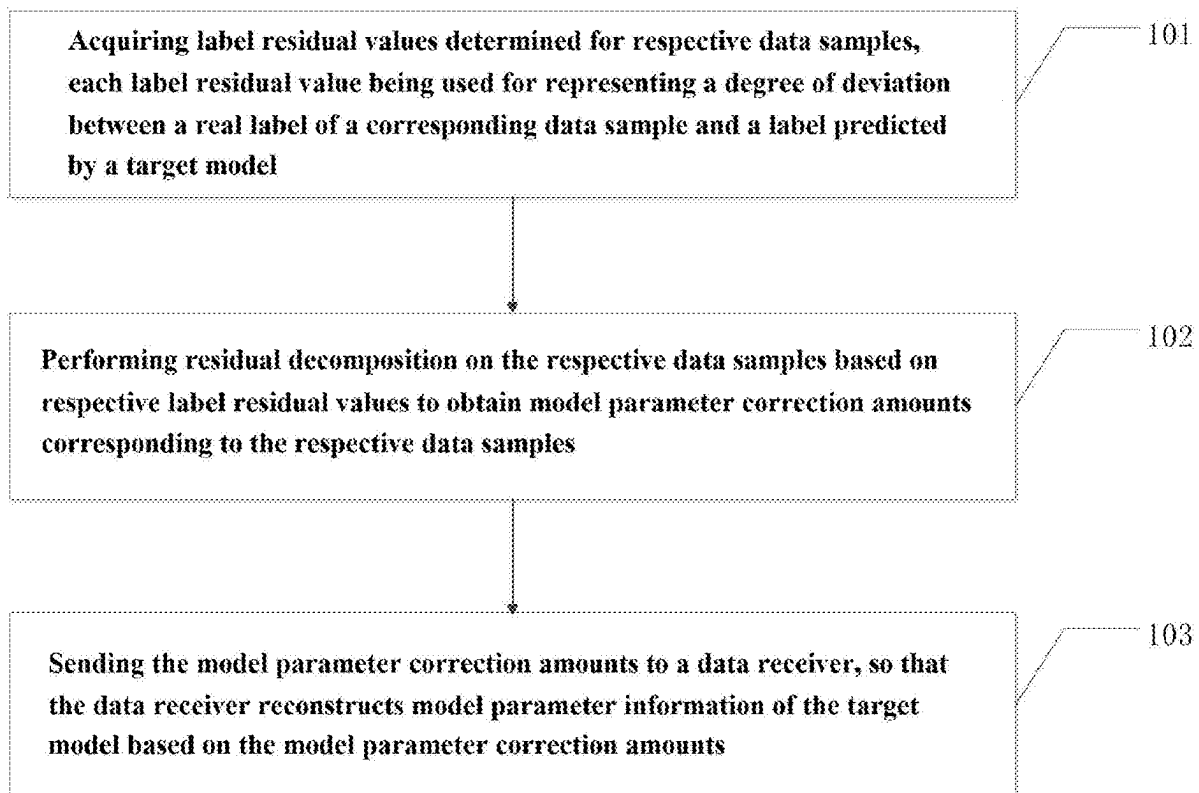 Acquiring label residual values determined for respective data samples,
each label residual value being used for representing a degree of deviation
between a real label of a corresponding data sample and a label predicted
by a target model
101
Performing residual decomposition on the respective data samples based on
respective label residual values to obtain model parameter correction amounts
corresponding to the respective data samples
102
Sending the model parameter correction amounts to a data receiver, so that
the data receiver reconstructs model parameter information of the target
model based on the model parameter correction amounts
103